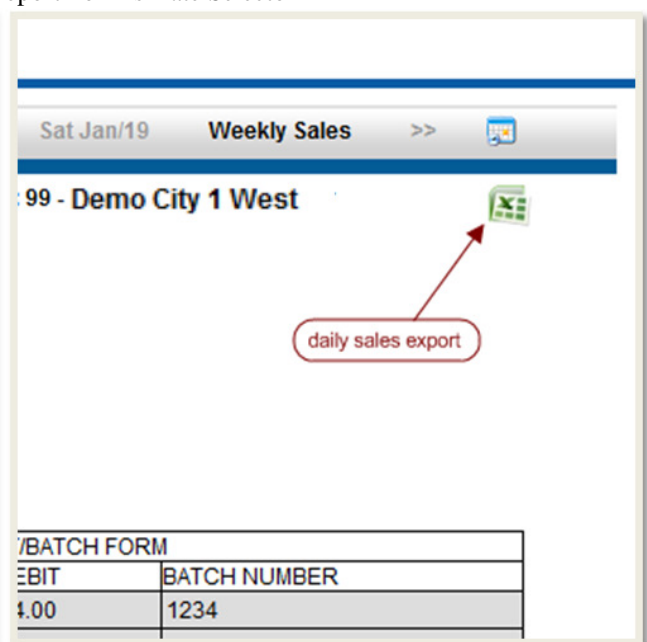 Sat Jan/19 Weekly Sales >>
99 - Demo City 1 West
daily sales export
/BATCH FORM
EBIT BATCH NUMBER
4.00 1234